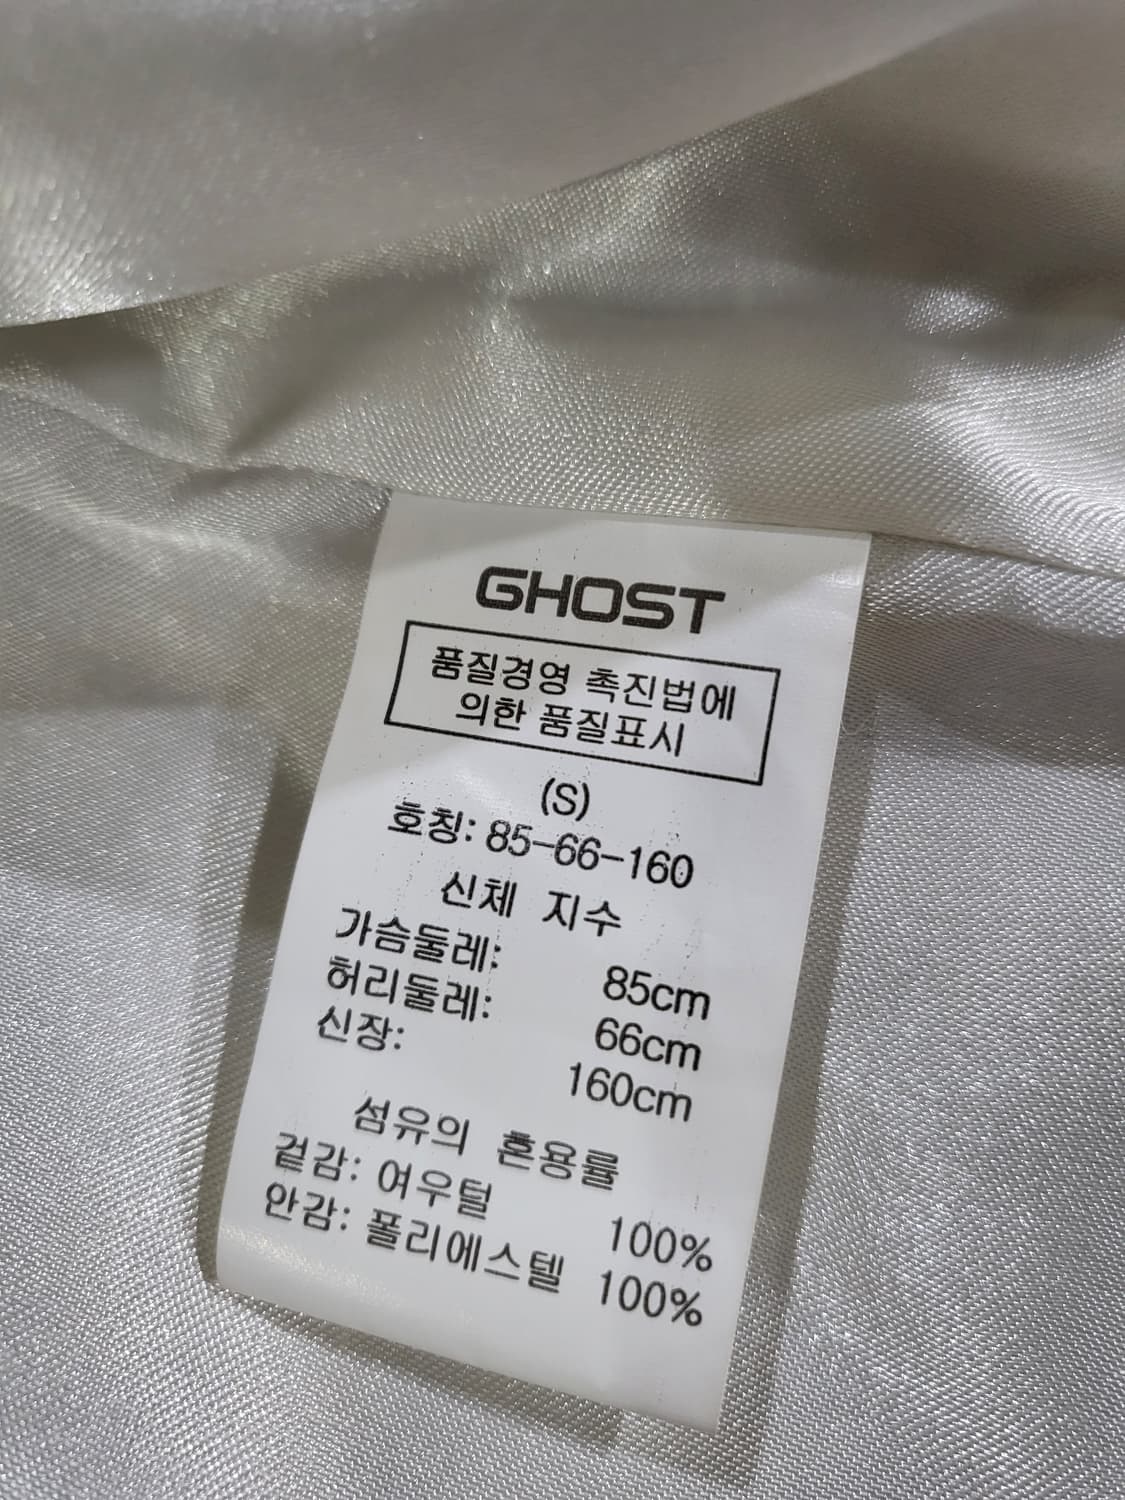 GHOST
품질경영 촉진법에
의한 품질표시
(S)
호칭: 85-66-160
신체 지수
가슴둘레: 85cm
허리둘레: 66cm
신장: 160cm
섬유의 혼용률
겉감: 여우털 100%
안감: 폴리에스텔 100%